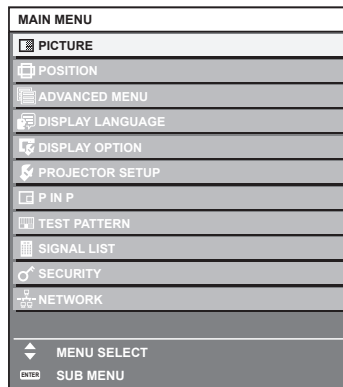 MAIN MENU
PICTURE
POSITION
ADVANCED MENU
DISPLAY LANGUAGE
DISPLAY OPTION
PROJECTOR SETUP
P IN P
TEST PATTERN
SIGNAL LIST
SECURITY
NETWORK
MENU SELECT
ENTER SUB MENU